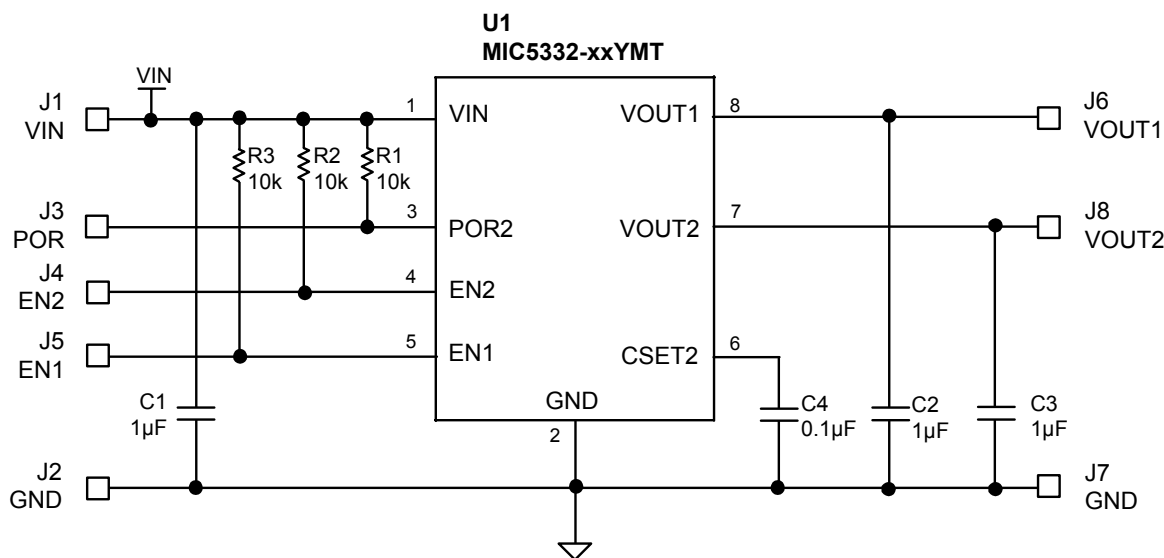 U1
MIC5332-xxYMT
VIN
J1
VIN
1
VIN
VOUT1
8
J6
VOUT1
R3
10k
R2
10k
R1
10k
J3
POR
3
POR2
VOUT2
7
J8
VOUT2
J4
EN2
4
EN2
J5
EN1
5
EN1
CSET2
6
C1
1µF
GND
2
C4
0.1µF
C2
1µF
C3
1µF
J2
GND
J7
GND